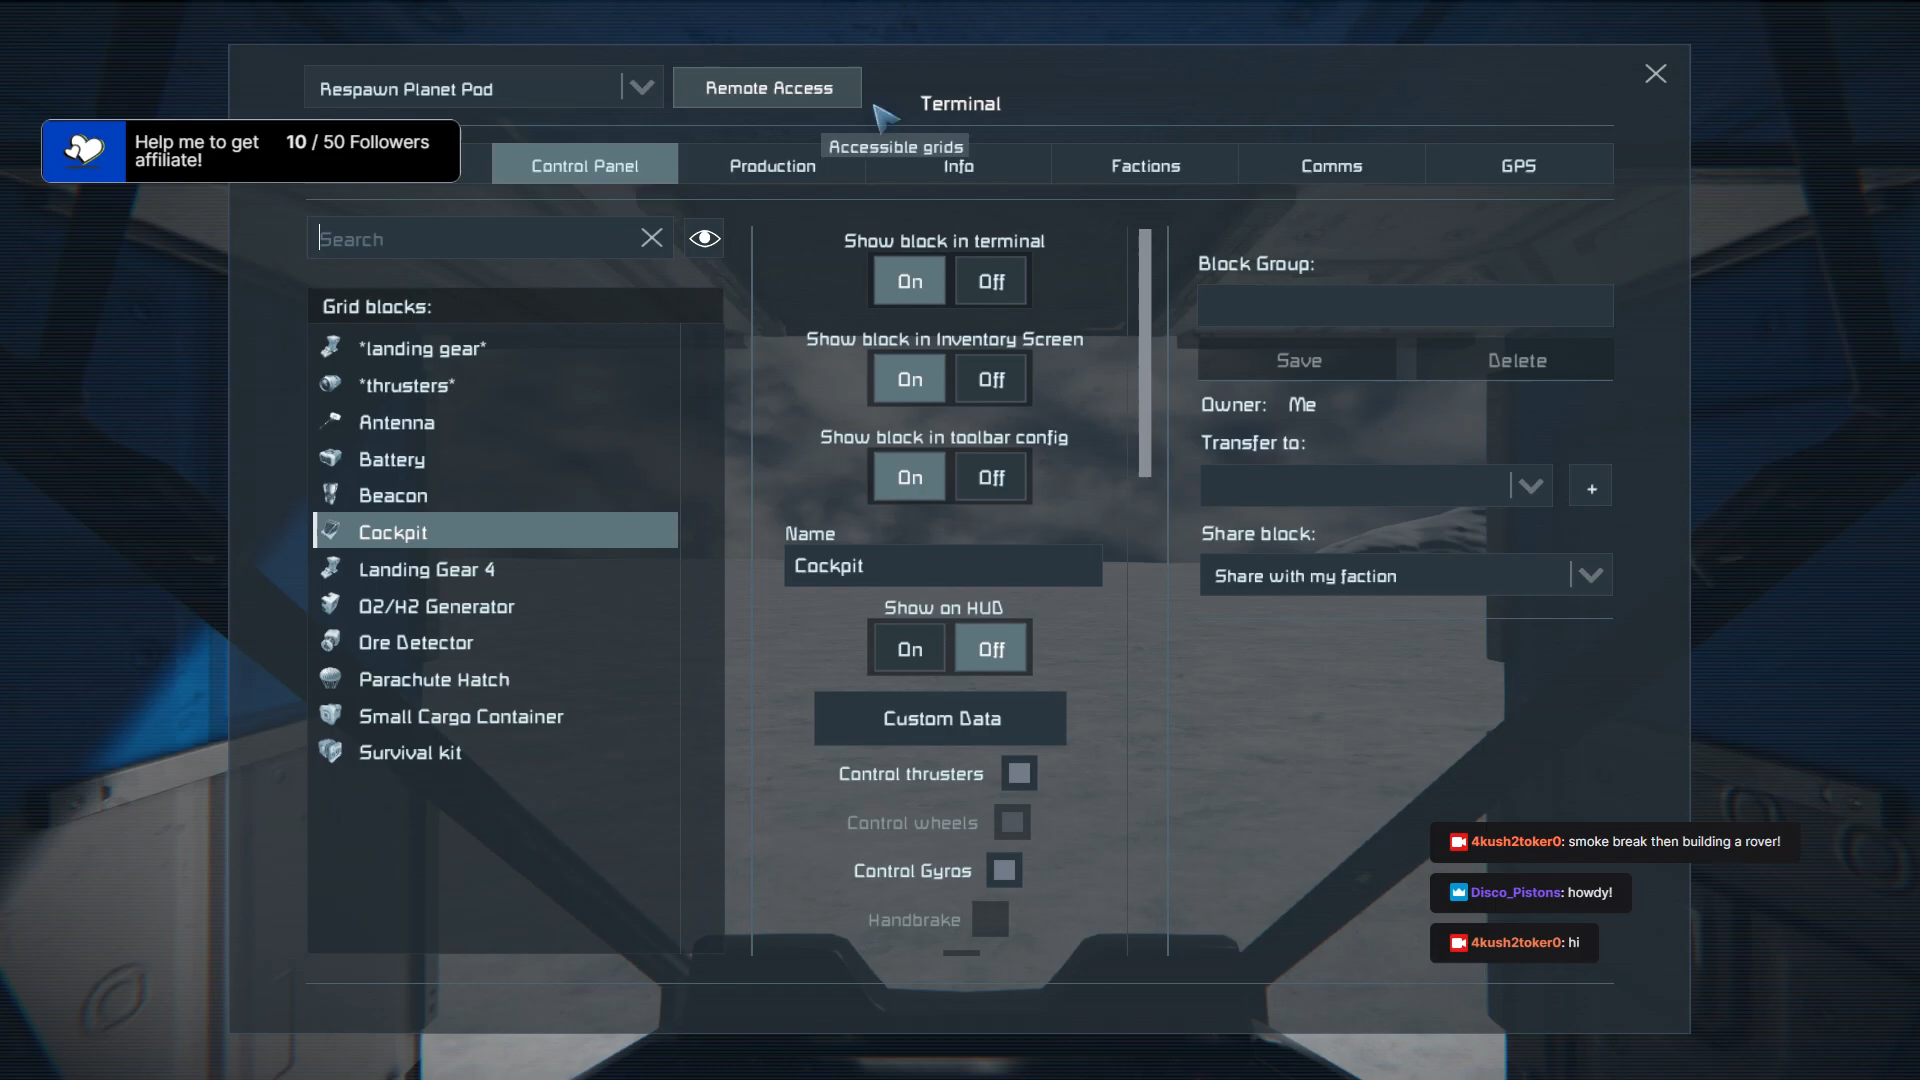 Respawn Planet Pod
Remote Access
Terminal
Accessible grids
Help me to get affiliate!
10 / 50 Followers
Control Panel
Production
Info
Factions
Comms
GPS
Search
Grid blocks:
*landing gear*
*thrusters*
Antenna
Battery
Beacon
Cockpit
Landing Gear 4
O2/H2 Generator
Ore Detector
Parachute Hatch
Small Cargo Container
Survival kit
Show block in terminal
On Off
Show block in Inventory Screen
On Off
Show block in toolbar config
On Off
Name
Cockpit
Show on HUD
On Off
Custom Data
Control thrusters
Control wheels
Control Gyros
Handbrake
Block Group:
Save Delete
Owner: Me
Transfer to:
+
Share block:
Share with my faction
4kush2toker0: smoke break then building a rover!
Disco_Pistons: howdy!
4kush2toker0: hi